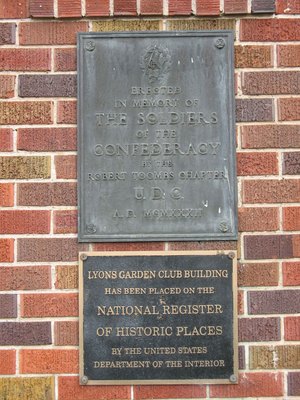 ERECTED
IN MEMORY OF
THE SOLDIERS
OF THE
CONFEDERACY
BY THE
ROBERT TOOMBS CHAPTER
U.D.C.
LYONS GARDEN CLUB BUILDING
HAS BEEN PLACED ON THE
NATIONAL REGISTER
OF HISTORIC PLACES
BY THE UNITED STATES
DEPARTMENT OF THE INTERIOR